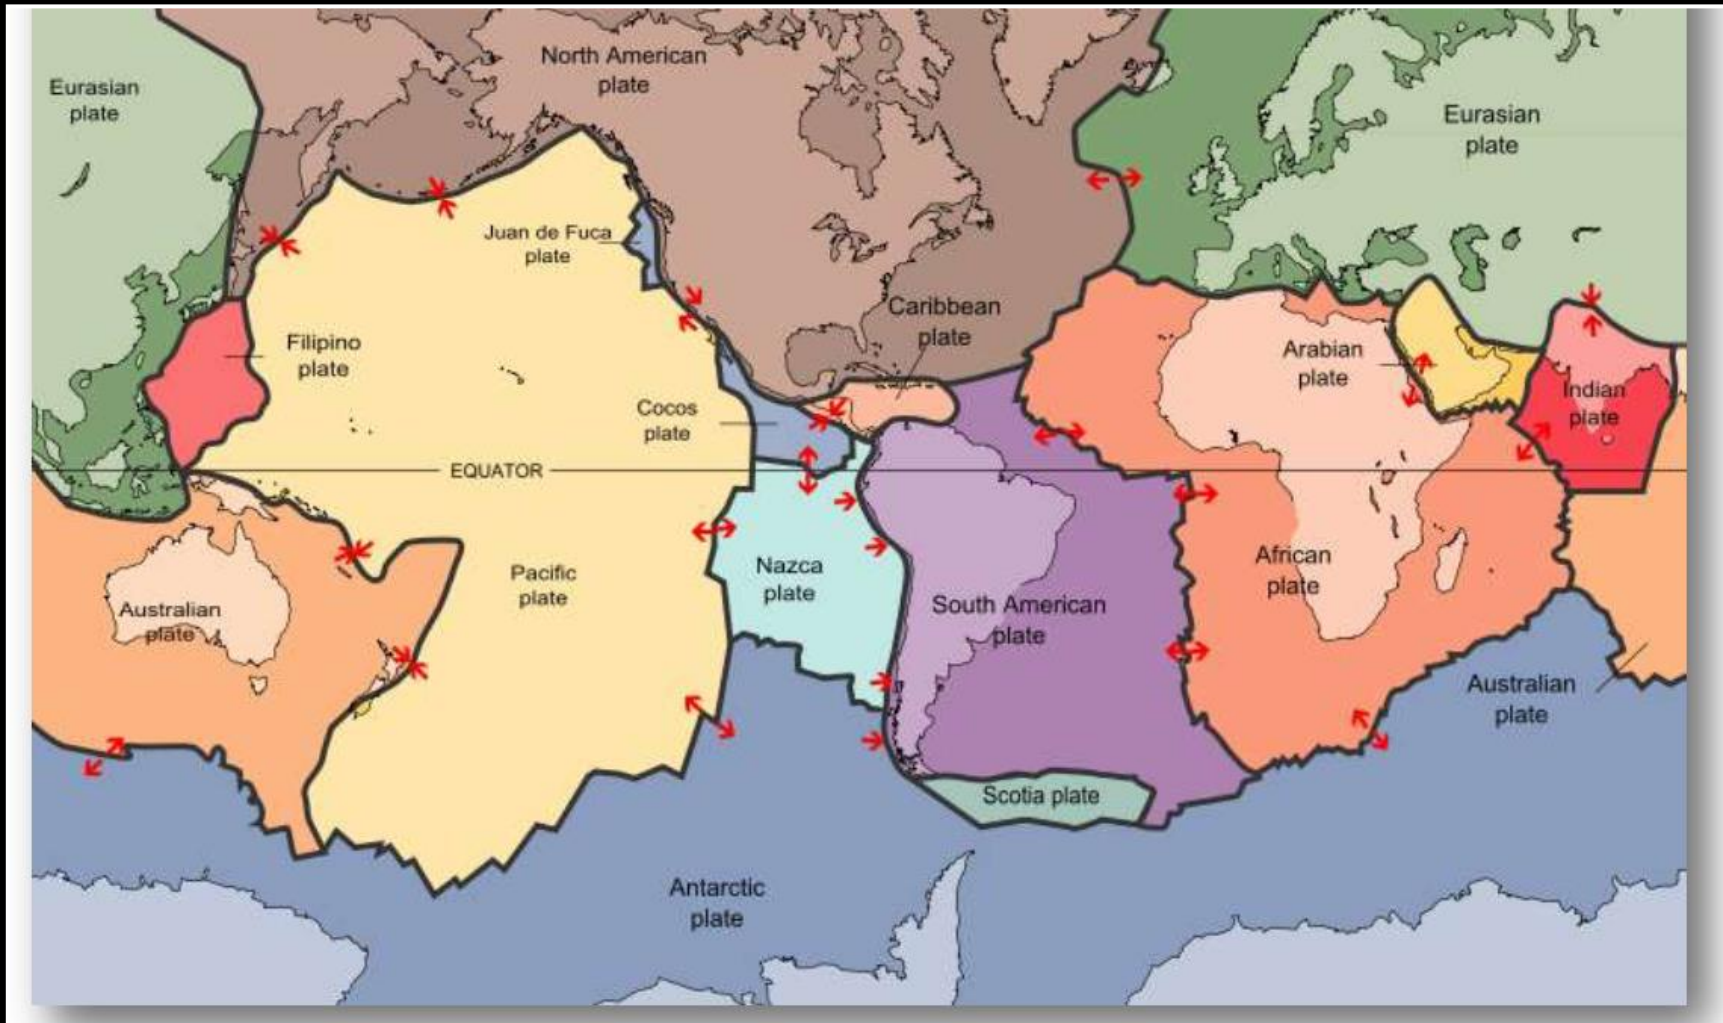 North American
plate
Eurasian
plate
Eurasian
plate
Juan de Fuca
plate
Caribbean
plate
Filipino
plate
Arabian
plate
Indian
plate
Cocos
plate
EQUATOR
African
plate
Nazca
plate
Pacific
plate
Australian
plate
South American
plate
Australian
plate
Scotia plate
Antarctic
plate